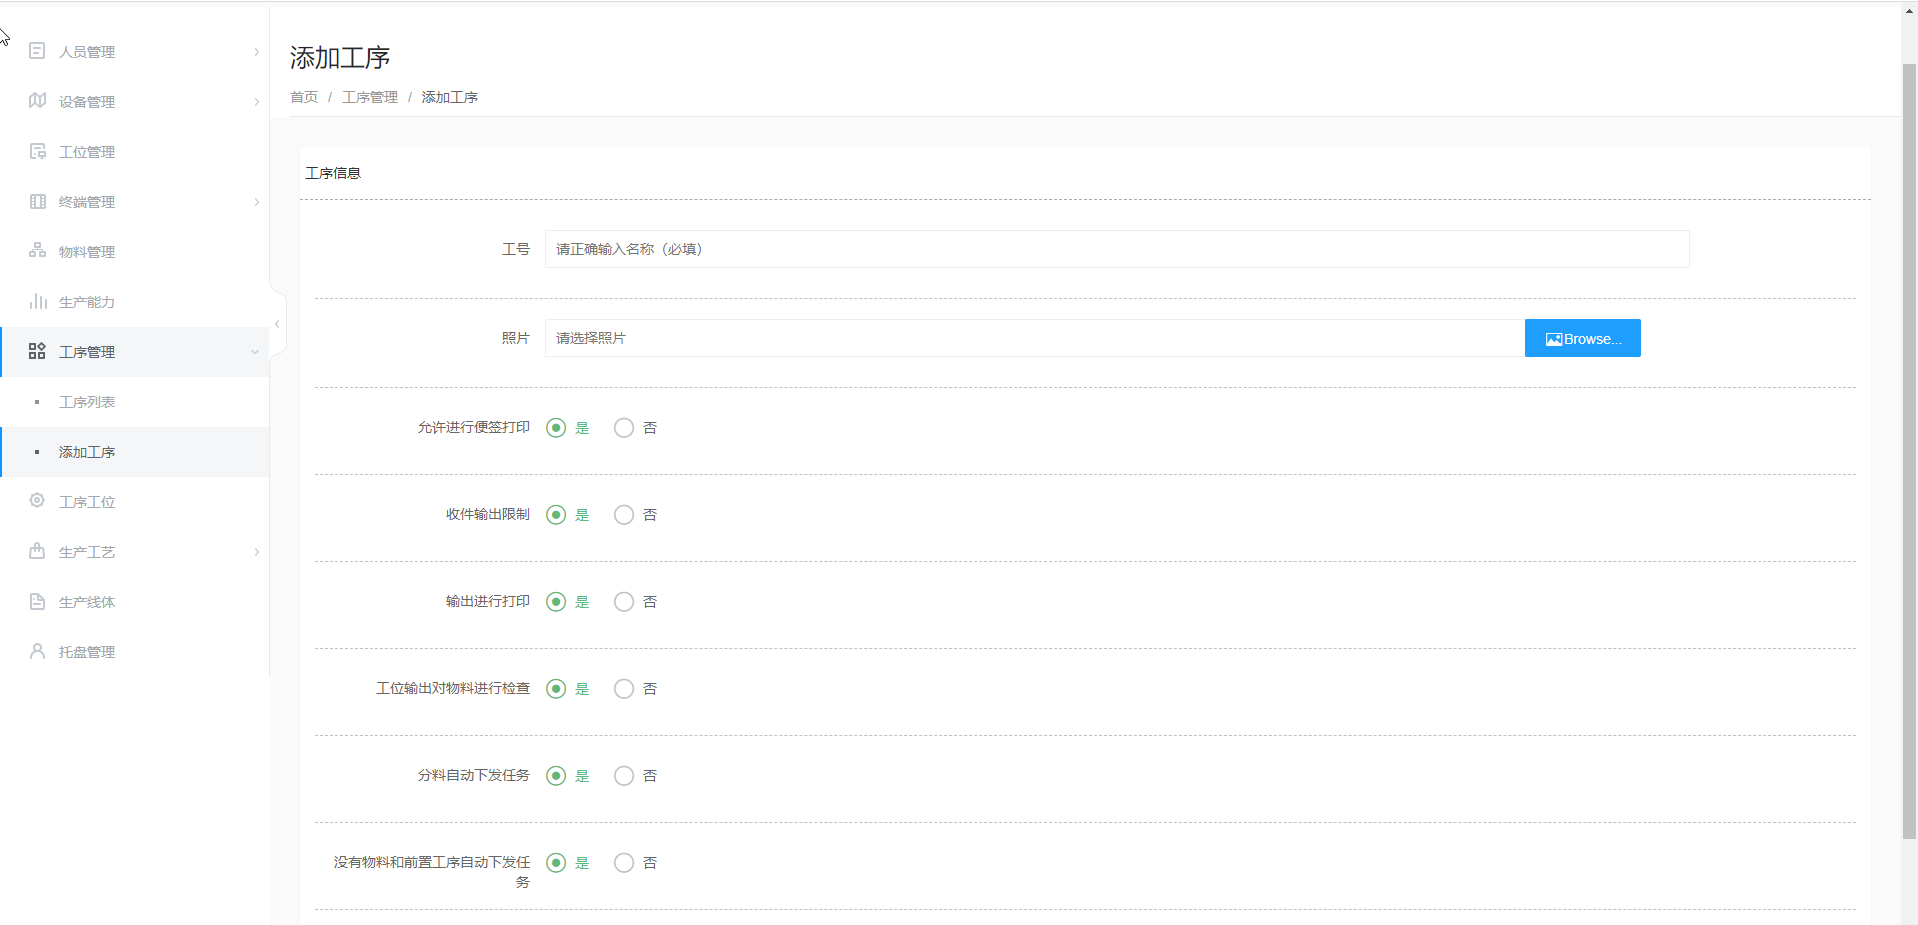 人员管理
设备管理
工位管理
终端管理
物料管理
生产能力
工序管理
工序列表
添加工序
工序工位
生产工艺
生产线体
托盘管理
添加工序
首页 / 工序管理 / 添加工序
工序信息
工号 请正确输入名称（必填）
照片 请选择照片 Browse...
允许进行便签打印 是 否
收件输出限制 是 否
输出进行打印 是 否
工位输出对物料进行检查 是 否
分料自动下发任务 是 否
没有物料和前置工序自动下发任 是 否
务